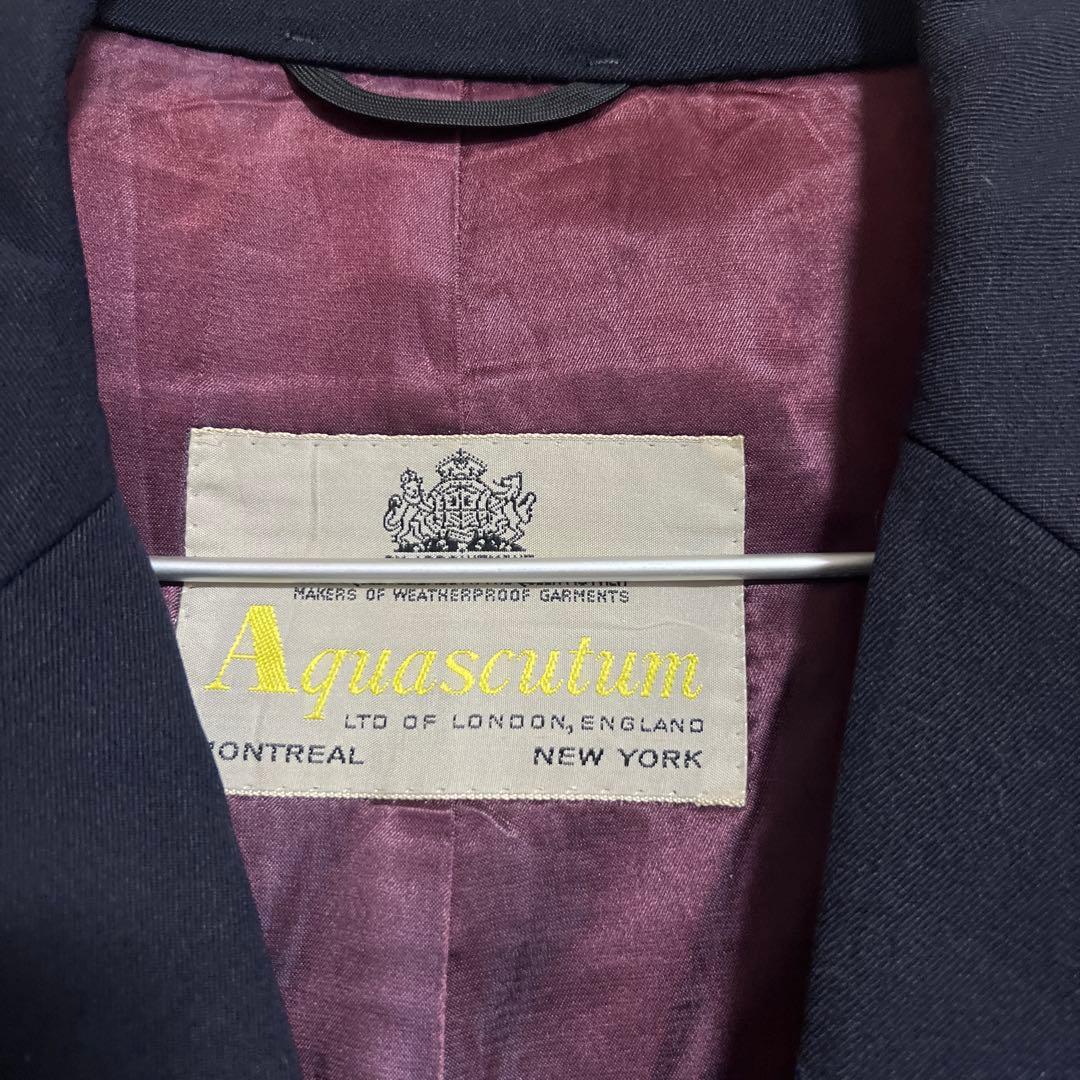 MAKERS OF WEATHERPROOF GARMENTS
Aquascutum
LTD OF LONDON, ENGLAND
MONTREAL NEW YORK